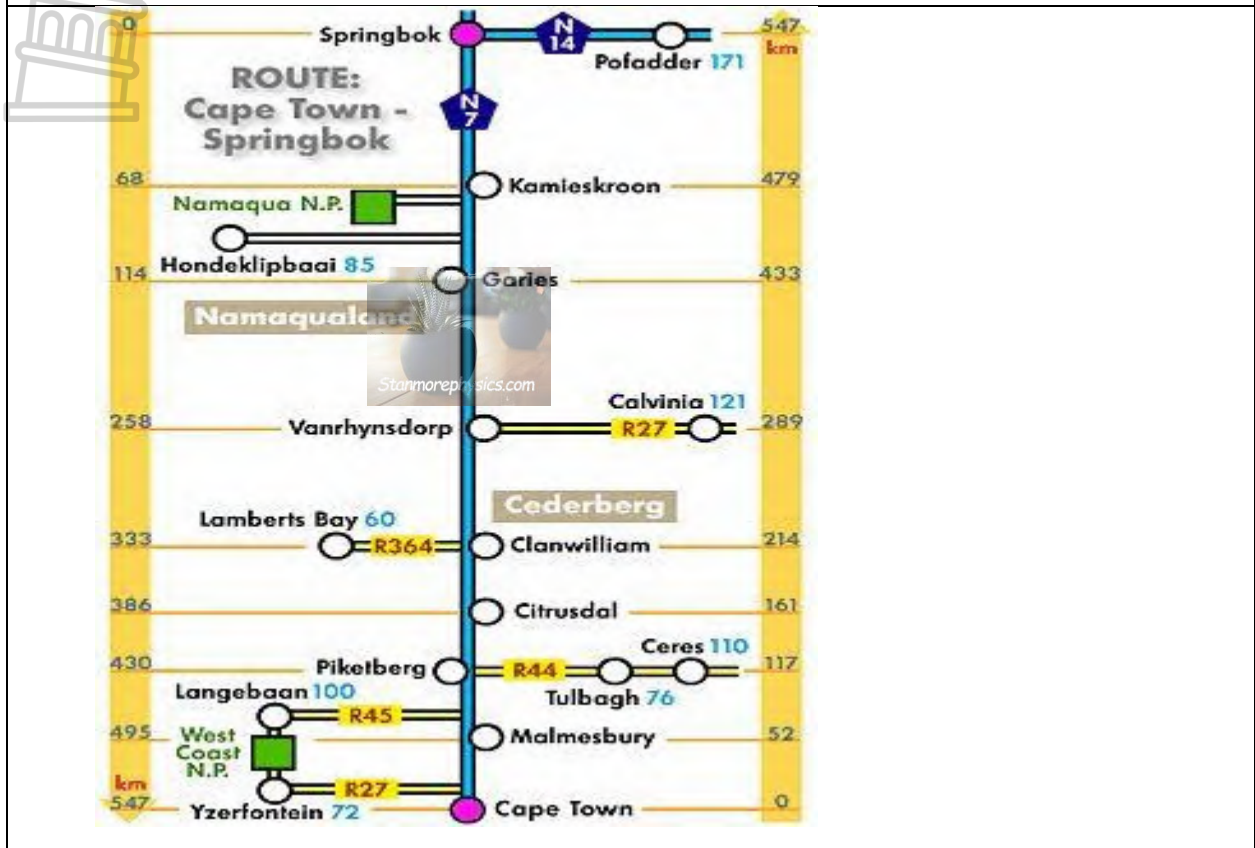 0
Springbok
N
14
547
km
Pofadder 171
ROUTE:
Cape Town -
Springbok
N
7
68
Kamieskroon
479
Namaqua N.P.
Hondeklipbaai 85
114
Garies
433
Namaqualand
Stanmorephysics.com
Calvinia 121
258
Vanrhynsdorp
R27
289
Cederberg
Lamberts Bay 60
333
R364
Clanwilliam
214
386
Citrusdal
161
Ceres 110
430
Piketberg
R44
117
Langebaan 100
Tulbagh 76
R45
495
West
Coast
N.P.
Malmesbury
52
km
R27
547
Yzerfontein 72
Cape Town
0